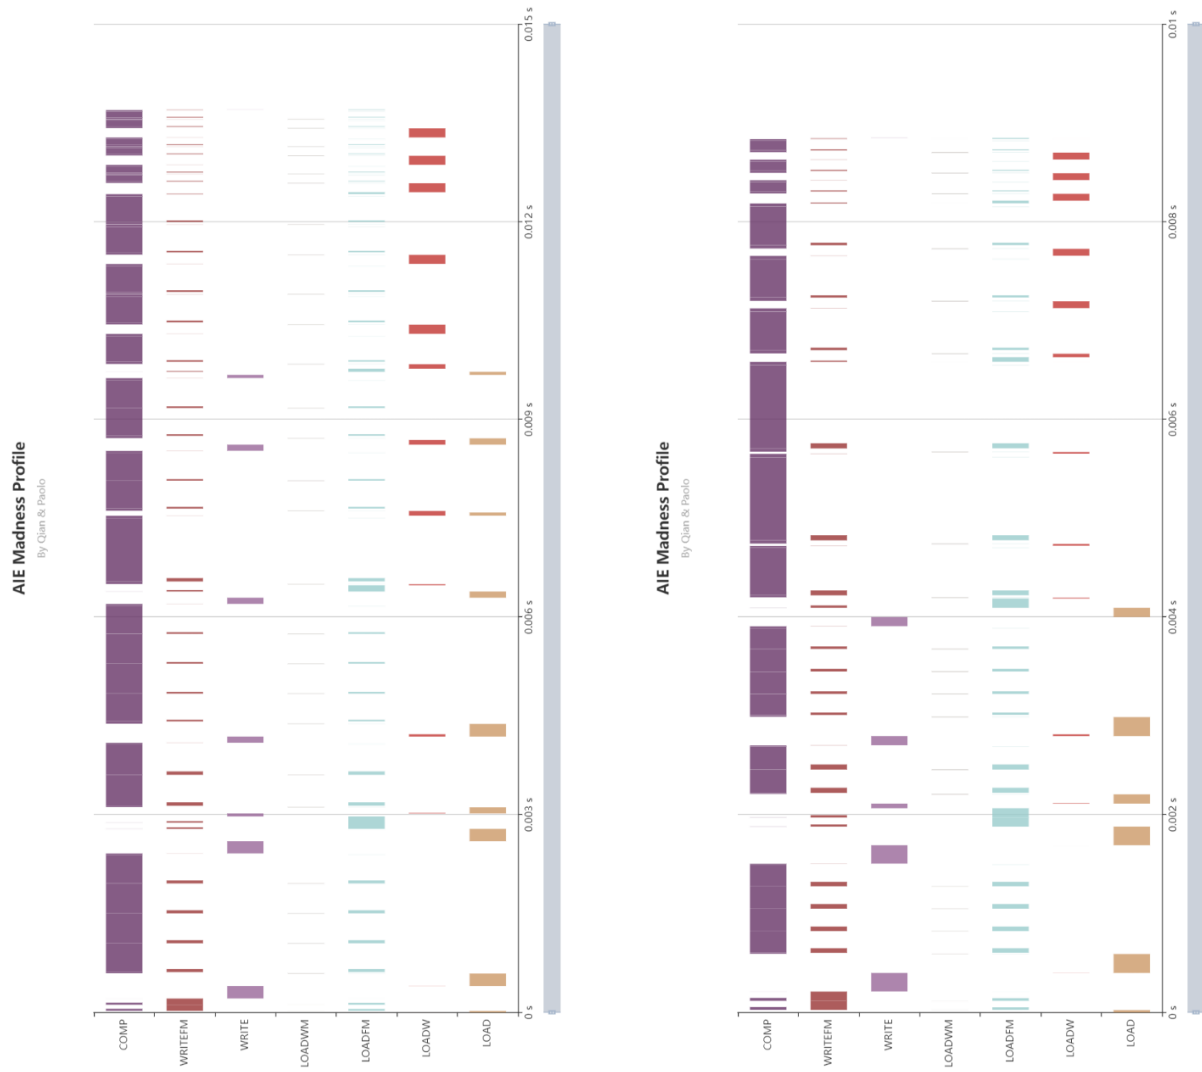 AIE Madness Profile
By Qian & Paolo
COMP
WRITEFM
WRITE
LOADWM
LOADFM
LOADW
LOAD
0 s
0.003 s
0.006 s
0.009 s
0.012 s
0.015 s
AIE Madness Profile
By Qian & Paolo
COMP
WRITEFM
WRITE
LOADWM
LOADFM
LOADW
LOAD
0 s
0.002 s
0.004 s
0.006 s
0.008 s
0.01 s